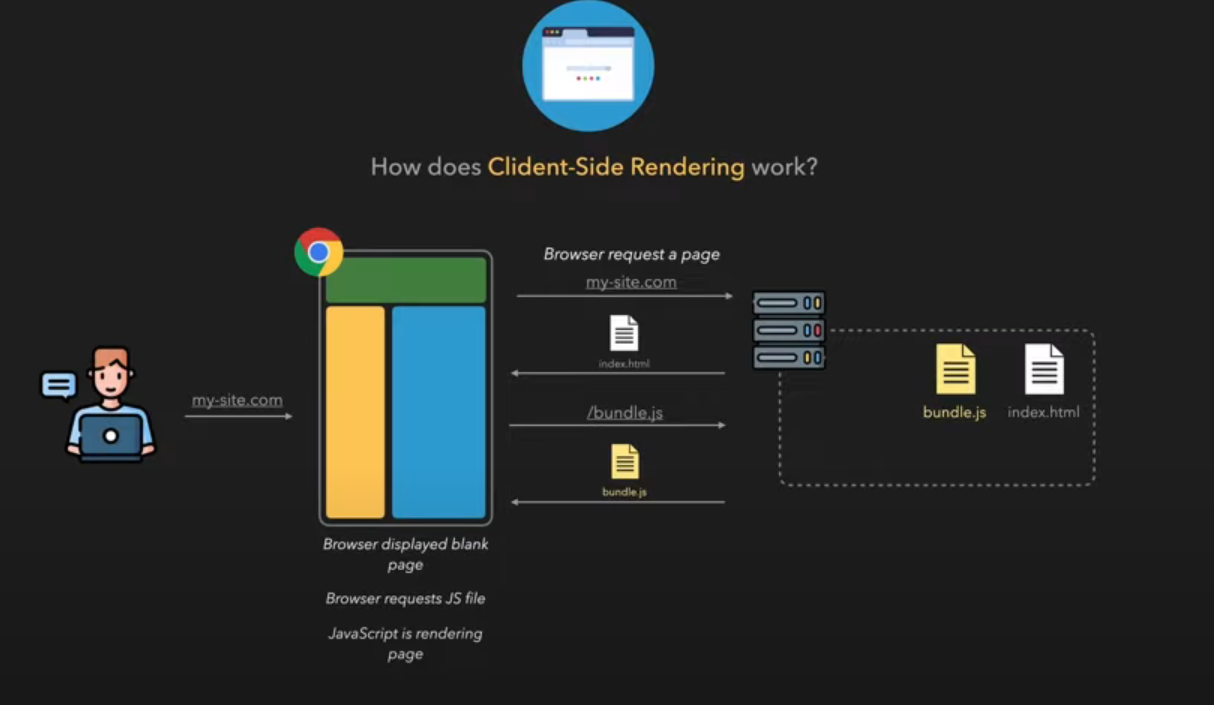 How does Clident-Side Rendering work?
Browser request a page
my-site.com
index.html
my-site.com
/bundle.js
bundle.js
bundle.js
index.html
Browser displayed blank
page
Browser requests JS file
JavaScript is rendering
page